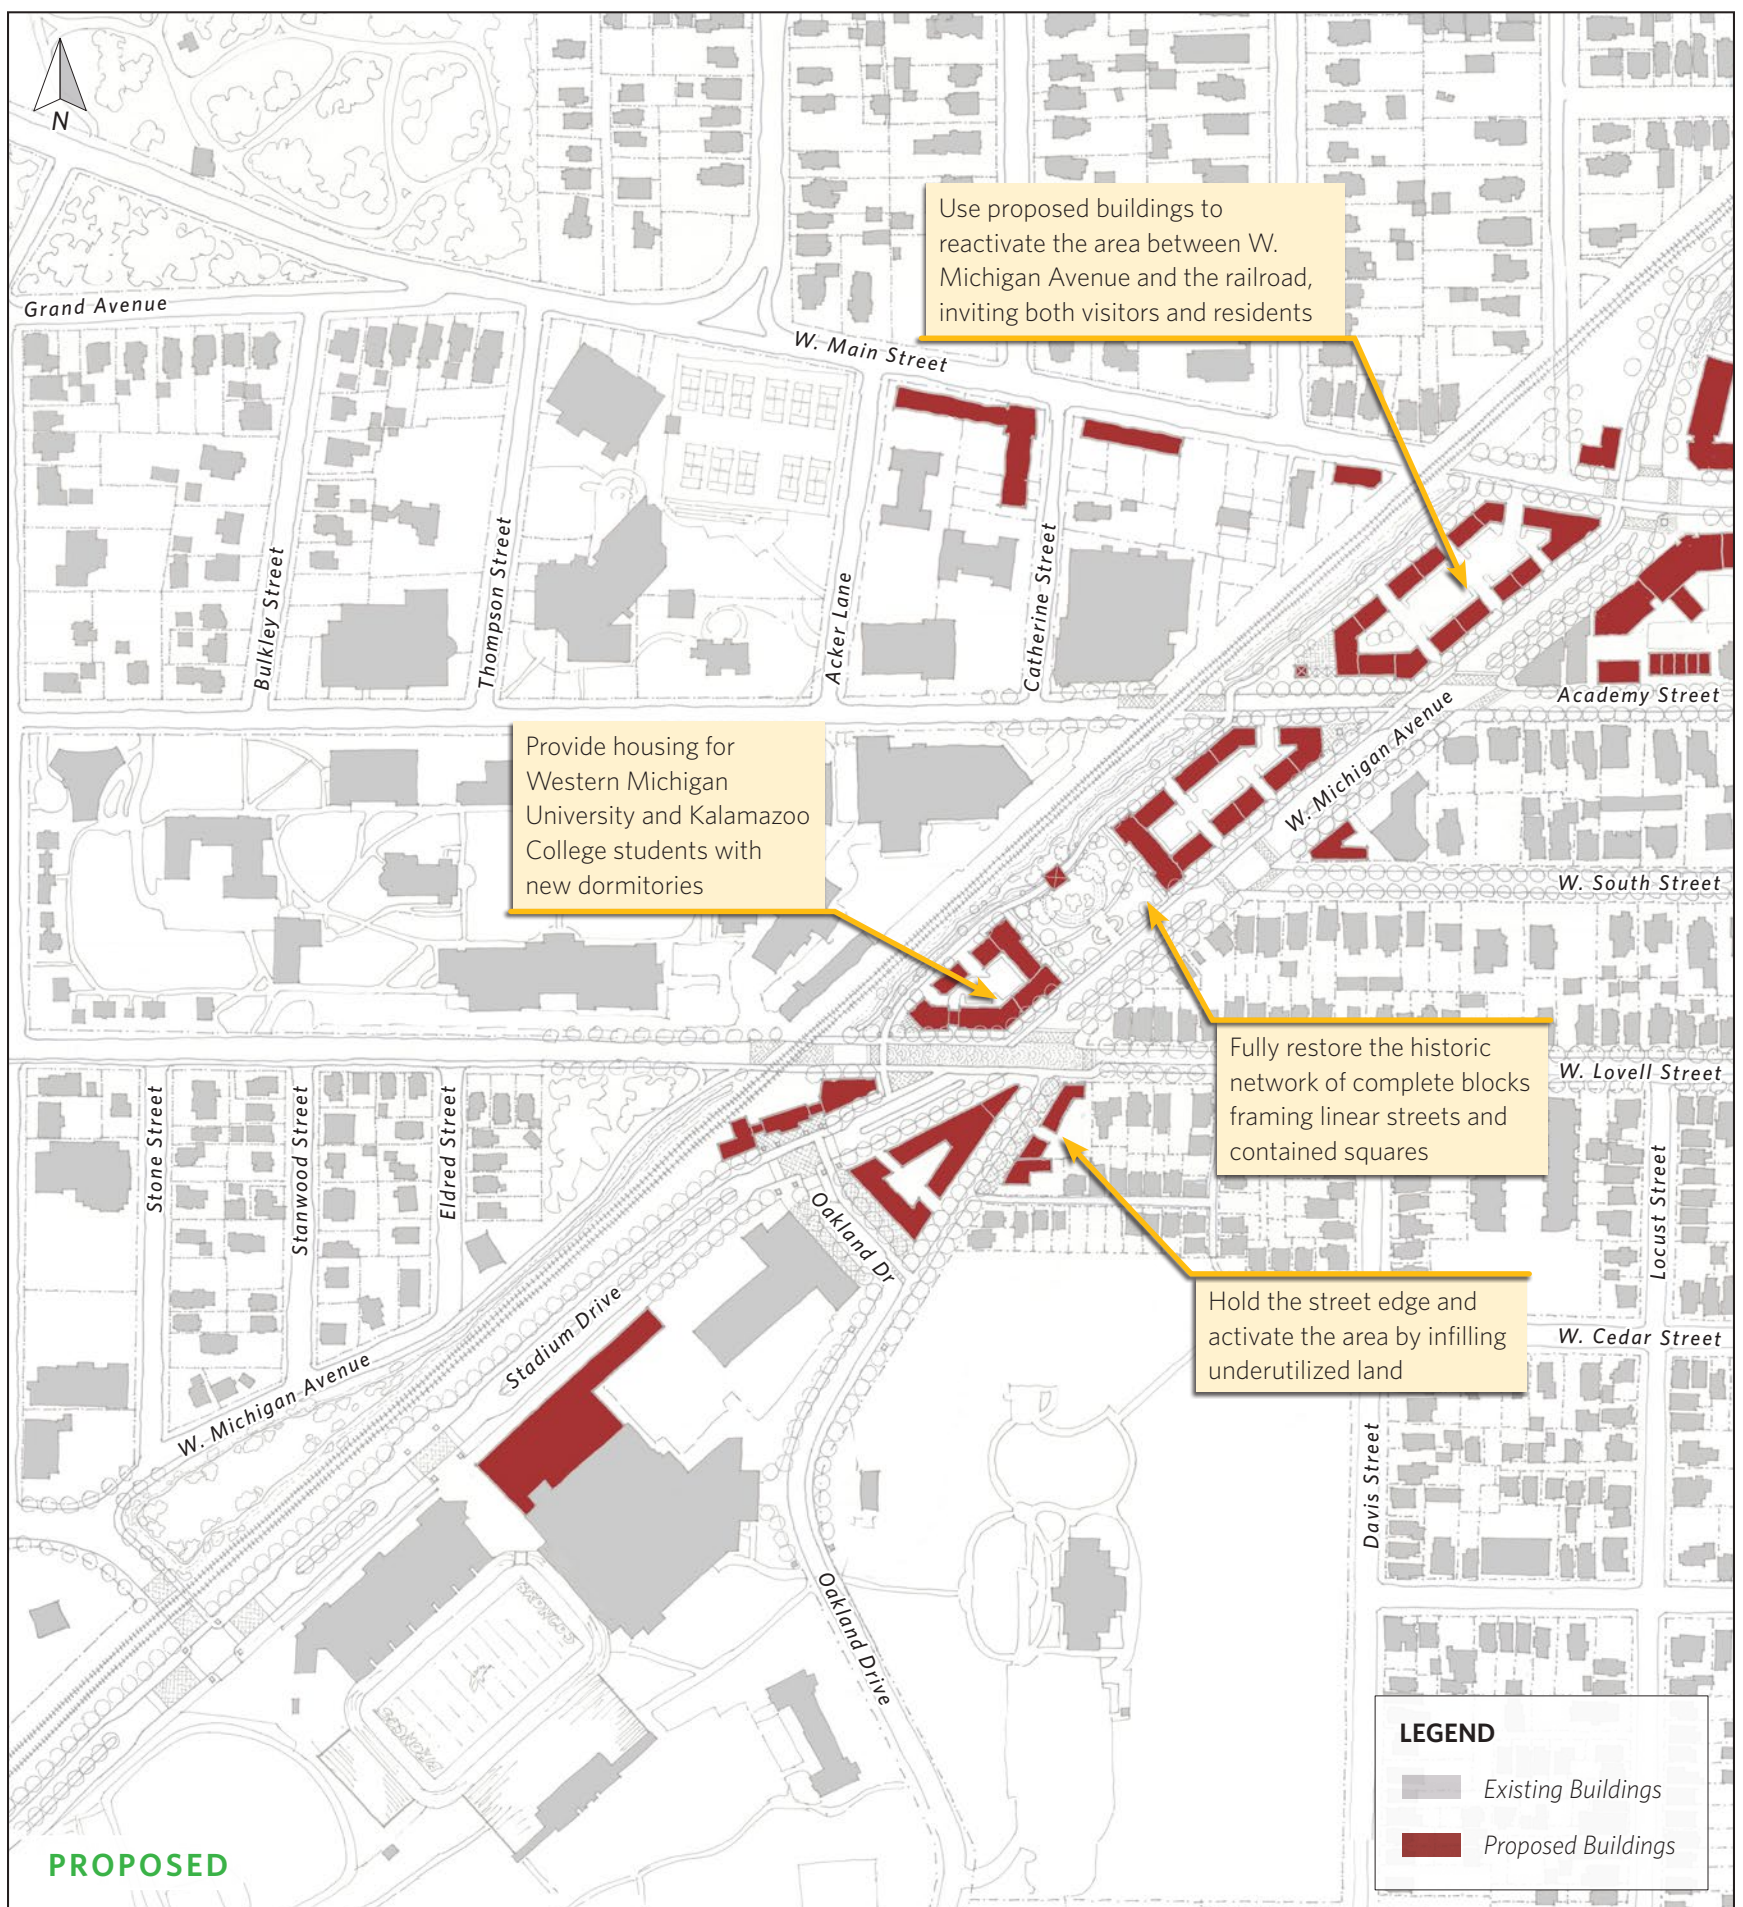 N
Use proposed buildings to
reactivate the area between W.
Michigan Avenue and the railroad,
inviting both visitors and residents
Grand Avenue
W. Main Street
Bulkley Street
Thompson Street
Acker Lane
Catherine Street
Academy Street
W. Michigan Avenue
Provide housing for
Western Michigan
University and Kalamazoo
College students with
new dormitories
W. South Street
Fully restore the historic
network of complete blocks
framing linear streets and
contained squares
W. Lovell Street
Stone Street
Stanwood Street
Eldred Street
Oakland Dr
Locust Street
Hold the street edge and
activate the area by infilling
underutilized land
W. Cedar Street
Stadium Drive
W. Michigan Avenue
Davis Street
Oakland Drive
BRONCOS
BRONCOS
LEGEND
Existing Buildings
Proposed Buildings
PROPOSED